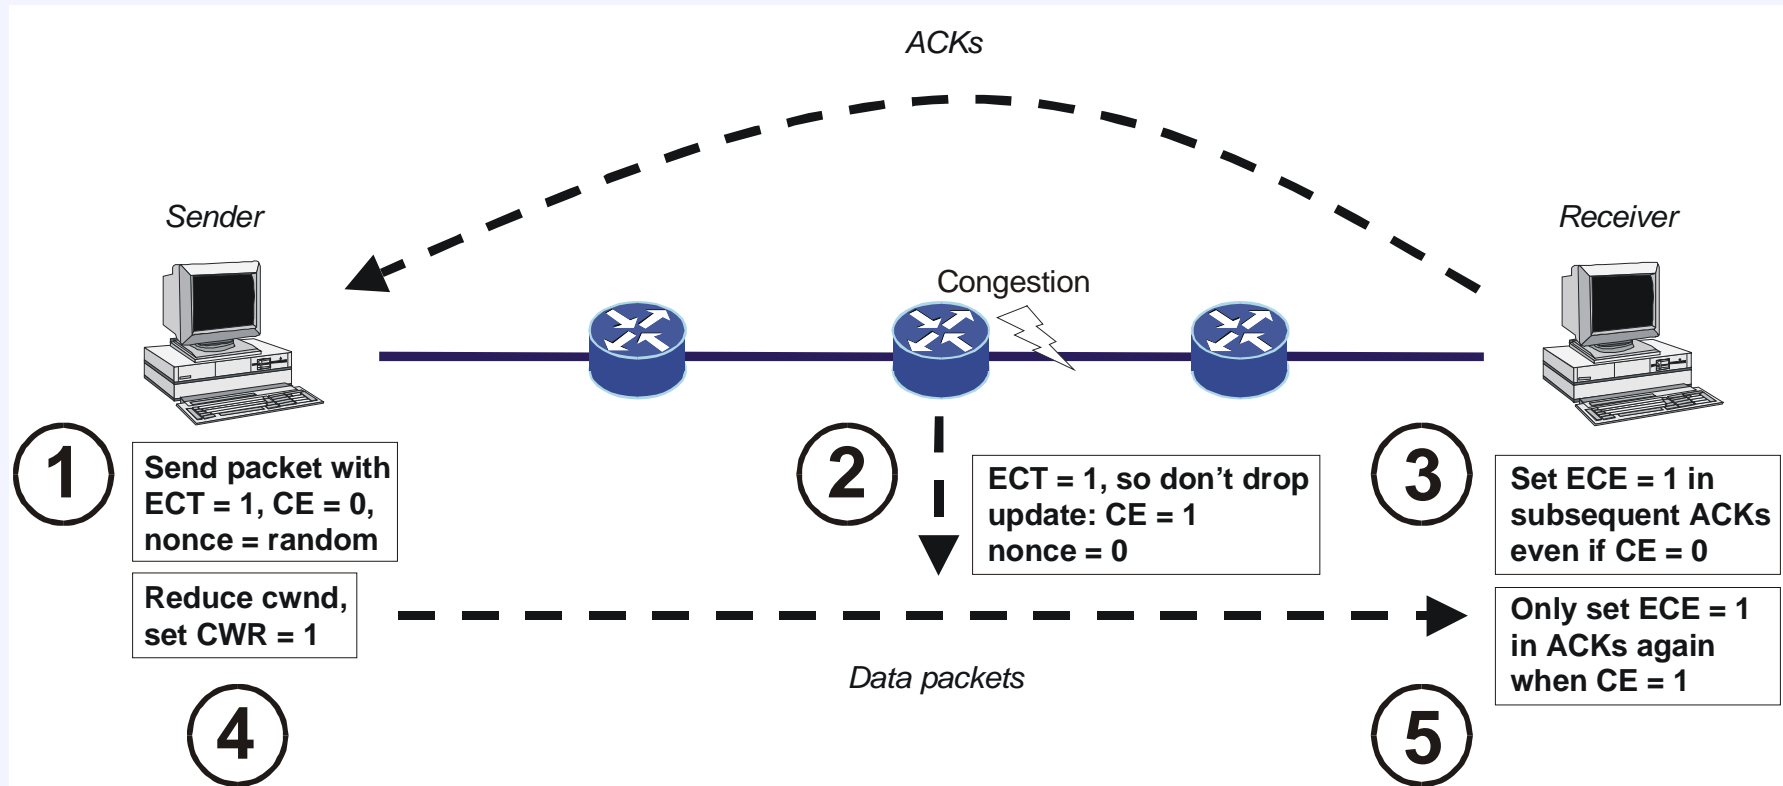 ACKs
Sender
Receiver
Congestion
1
Send packet with
ECT = 1, CE = 0,
nonce = random
2
ECT = 1, so don't drop
update: CE = 1
nonce = 0
3
Set ECE = 1 in
subsequent ACKs
even if CE = 0
Reduce cwnd,
set CWR = 1
4
Data packets
Only set ECE = 1
in ACKs again
when CE = 1
5